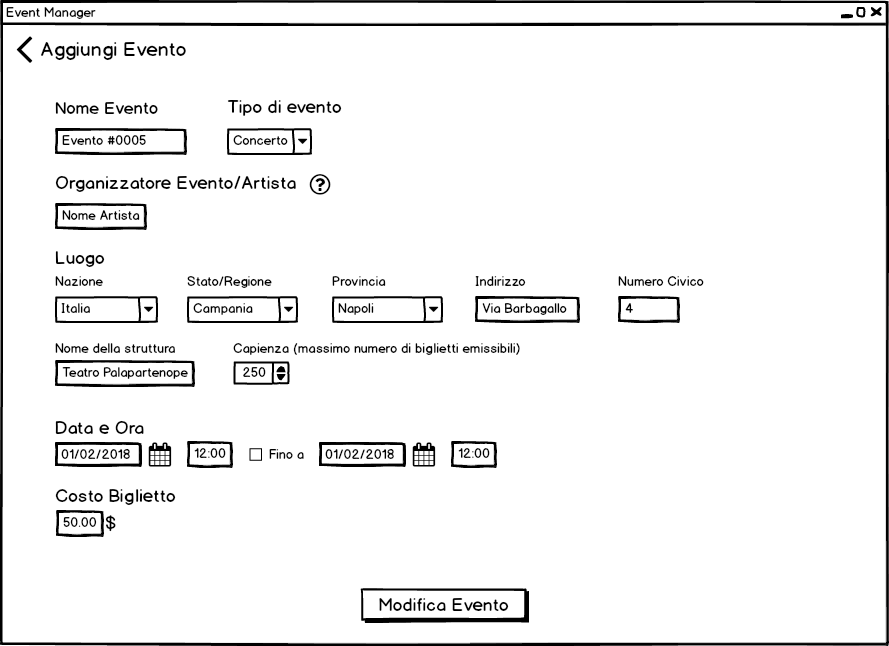 Event Manager
Aggiungi Evento
Nome Evento Tipo di evento
Evento #0005 Concerto
Organizzatore Evento/Artista ?
Nome Artista
Luogo
Nazione Stato/Regione Provincia Indirizzo Numero Civico
Italia Campania Napoli Via Barbagallo 4
Nome della struttura Capienza (massimo numero di biglietti emissibili)
Teatro Palapartenope 250
Data e Ora
01/02/2018 12:00 Fino a 01/02/2018 12:00
Costo Biglietto
50.00 $
Modifica Evento